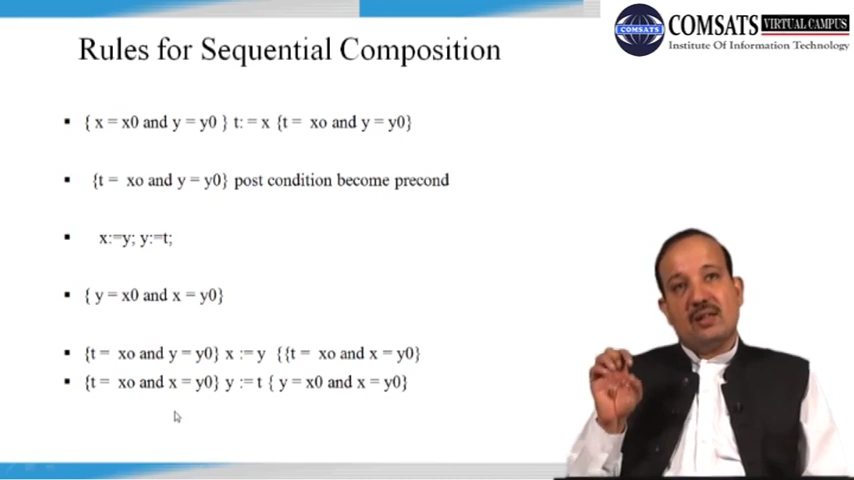 Rules for Sequential Composition
COMSATS
COMSATS VIRTUAL CAMPUS
Institute Of Information Technology
▪ { x = x0 and y = y0 } t: = x {t = xo and y = y0}
▪ {t = xo and y = y0} post condition become precond
▪ x:=y; y:=t;
▪ { y = x0 and x = y0}
▪ {t = xo and y = y0} x := y {{t = xo and x = y0}
▪ {t = xo and x = y0} y := t { y = x0 and x = y0}